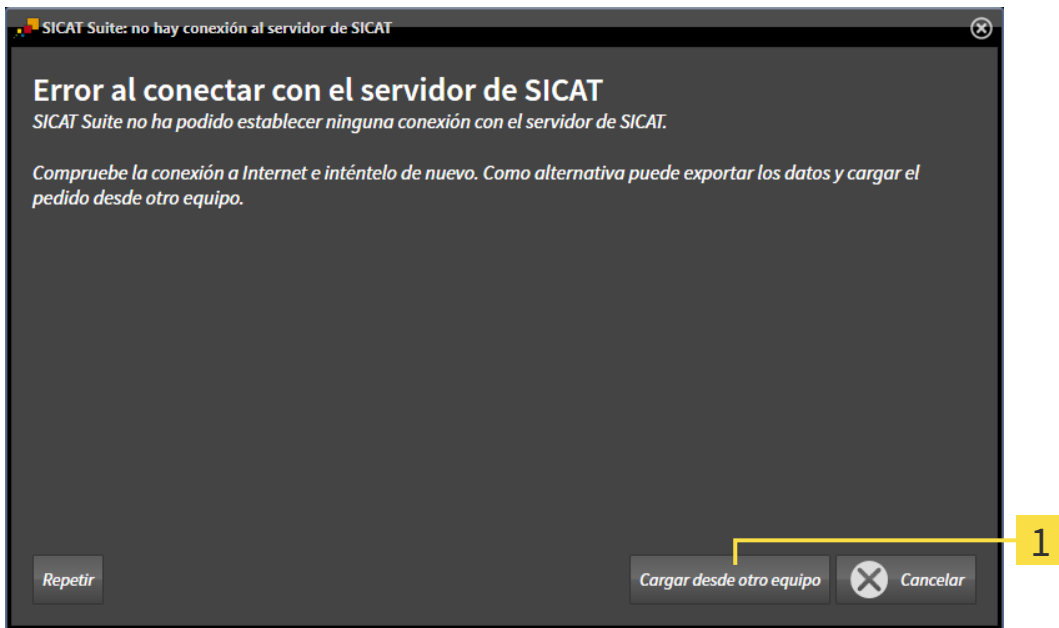 SICAT Suite: no hay conexión al servidor de SICAT
Error al conectar con el servidor de SICAT
SICAT Suite no ha podido establecer ninguna conexión con el servidor de SICAT.
Compruebe la conexión a Internet e inténtelo de nuevo. Como alternativa puede exportar los datos y cargar el
pedido desde otro equipo.
1
Repetir
Cargar desde otro equipo
Cancelar